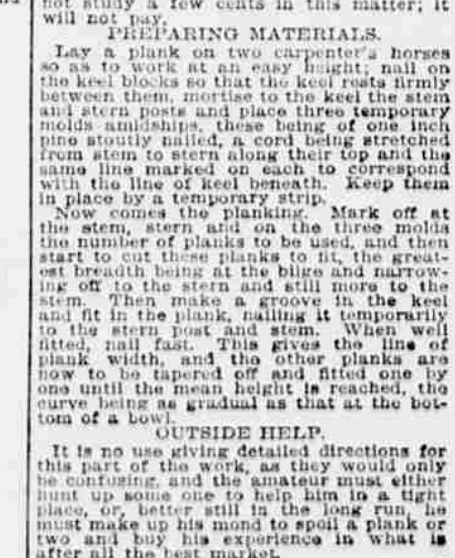 not study a few cents in this matter; it
will not pay.
PREPARING MATERIALS.
Lay a plank on two carpenter's horses
so as to work at an easy height; nail on
the keel blocks so that the keel rests firmly
between them, mortise to the keel the stem
and stern posts and place three temporary
molds amidships, these being of one inch
pine stoutly nailed, a cord being stretched
from stem to stern along their top and the
same line marked on each to correspond
with the line of keel beneath. Keep them
in place by a temporary strip.
Now comes the planking. Mark off at
the stem, stern and on the three molds
the number of planks to be used, and then
start to cut these planks to fit, the great-
est breadth being at the bilge and narrow-
ing off to the stern and still more to the
stem. Then make a groove in the keel
and fit in the plank, nailing it temporarily
to the stern post and stem. When well
fitted, nail fast. This gives the line of
plank width, and the other planks are
now to be tapered off and fitted one by
one until the mean height is reached, the
curve being as gradual as that at the bot-
tom of a bowl.
OUTSIDE HELP.
It is no use giving detailed directions for
this part of the work, as they would only
be confusing, and the amateur must either
hunt up some one to help him in a tight
place, or, better still in the long run, he
must make up his mond to spoil a plank or
two and buy his experience in what is
after all the best market.